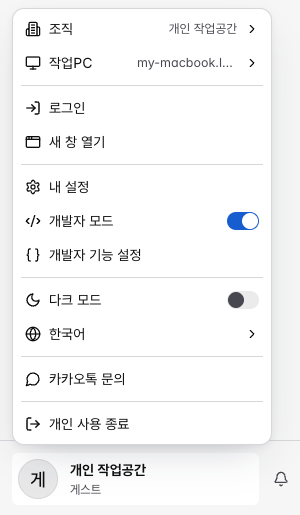 조직 개인 작업공간
작업PC my-macbook.l...
로그인
새 창 열기
내 설정
개발자 모드
개발자 기능 설정
다크 모드
한국어
카카오톡 문의
개인 사용 종료
게 개인 작업공간
게스트